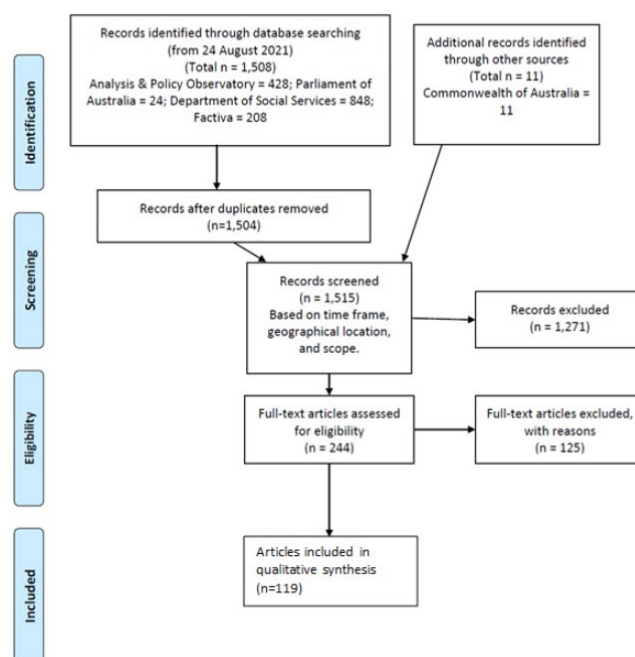 Identification
Records identified through database searching
(from 24 August 2021)
(Total n = 1,508)
Analysis & Policy Observatory = 428; Parliament of
Australia = 24; Department of Social Services = 848;
Factiva = 208
Additional records identified
through other sources
(Total n = 11)
Commonwealth of Australia =
11
Records after duplicates removed
(n=1,504)
Screening
Records screened
(n = 1,515)
Based on time frame,
geographical location,
and scope.
Records excluded
(n = 1,271)
Eligibility
Full-text articles assessed
for eligibility
(n = 244)
Full-text articles excluded,
with reasons
(n = 125)
Included
Articles included in
qualitative synthesis
(n=119)